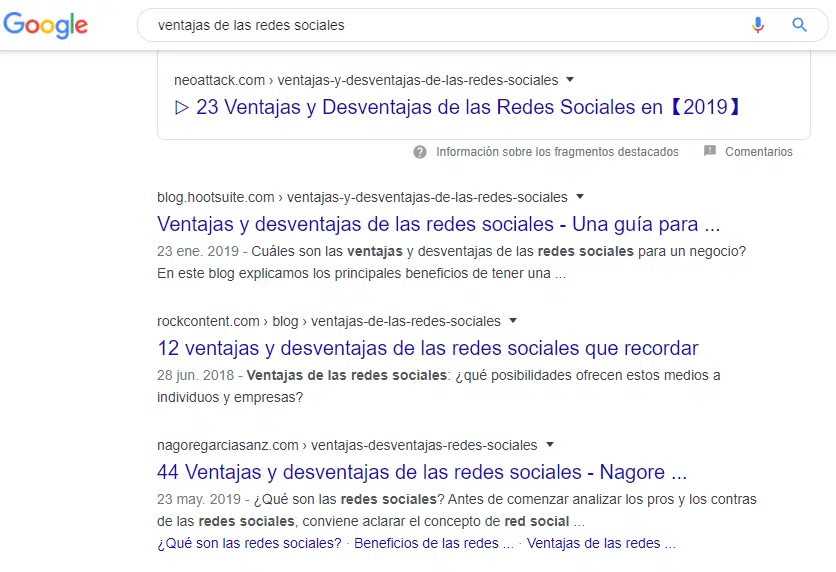 Google
ventajas de las redes sociales
neoattack.com › ventajas-y-desventajas-de-las-redes-sociales
▷ 23 Ventajas y Desventajas de las Redes Sociales en【2019】
Información sobre los fragmentos destacados
Comentarios
blog.hootsuite.com › ventajas-y-desventajas-de-las-redes-sociales
Ventajas y desventajas de las redes sociales - Una guía para ...
23 ene. 2019 - Cuáles son las ventajas y desventajas de las redes sociales para un negocio?
En este blog explicamos los principales beneficios de tener una ...
rockcontent.com › blog › ventajas-de-las-redes-sociales
12 ventajas y desventajas de las redes sociales que recordar
28 jun. 2018 - Ventajas de las redes sociales: ¿qué posibilidades ofrecen estos medios a
individuos y empresas?
nagoregarciasanz.com › ventajas-desventajas-redes-sociales
44 Ventajas y desventajas de las redes sociales - Nagore ...
23 may. 2019 - ¿Qué son las redes sociales? Antes de comenzar analizar los pros y los contras
de las redes sociales, conviene aclarar el concepto de red social ...
¿Qué son las redes sociales? · Beneficios de las redes ... · Ventajas de las redes ...